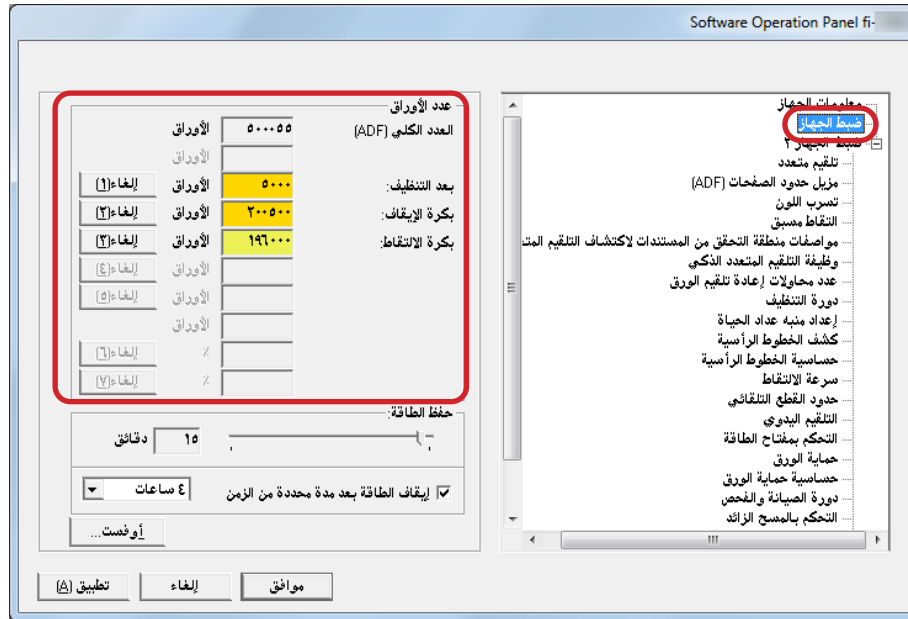 Software Operation Panel fi-
معلومات الجهاز
ضبط الجهاز
ضبط الجهاز ٢
تلقيم متعدد
مزيل حدود الصفحات (ADF)
تسرب اللون
التقاط مسبق
مواصفات منطقة التحقق من المستندات لاكتشاف التلقيم المتع
وظيفة التلقيم المتعدد الذكي
عدد محاولات إعادة تلقيم الورق
دورة التنظيف
إعداد منبه عداد الحياة
كشف الخطوط الرأسية
حساسية الخطوط الرأسية
سرعة الالتقاط
حدود القطع التلقائي
التلقيم اليدوي
التحكم بمفتاح الطاقة
حماية الورق
حساسية حماية الورق
دورة الصيانة والفحص
التحكم بالمسح الزائد
عدد الأوراق
العدد الكلي (ADF) ٥٠٠٠٥٥ الأوراق
الأوراق
بعد التنظيف: ٥٠٠٠ الأوراق إلغاء(١)
بكرة الإيقاف: ٢٠٠٥٠٠ الأوراق إلغاء(٢)
بكرة الالتقاط: ١٩٦٠٠٠ الأوراق إلغاء(٣)
الأوراق إلغاء(٤)
الأوراق إلغاء(٥)
الأوراق
٪ إلغاء(٦)
٪ إلغاء(٧)
حفظ الطاقة:
١٥ دقائق
إيقاف الطاقة بعد مدة محددة من الزمن ٤ ساعات
أوفست...
موافق إلغاء تطبيق (A)